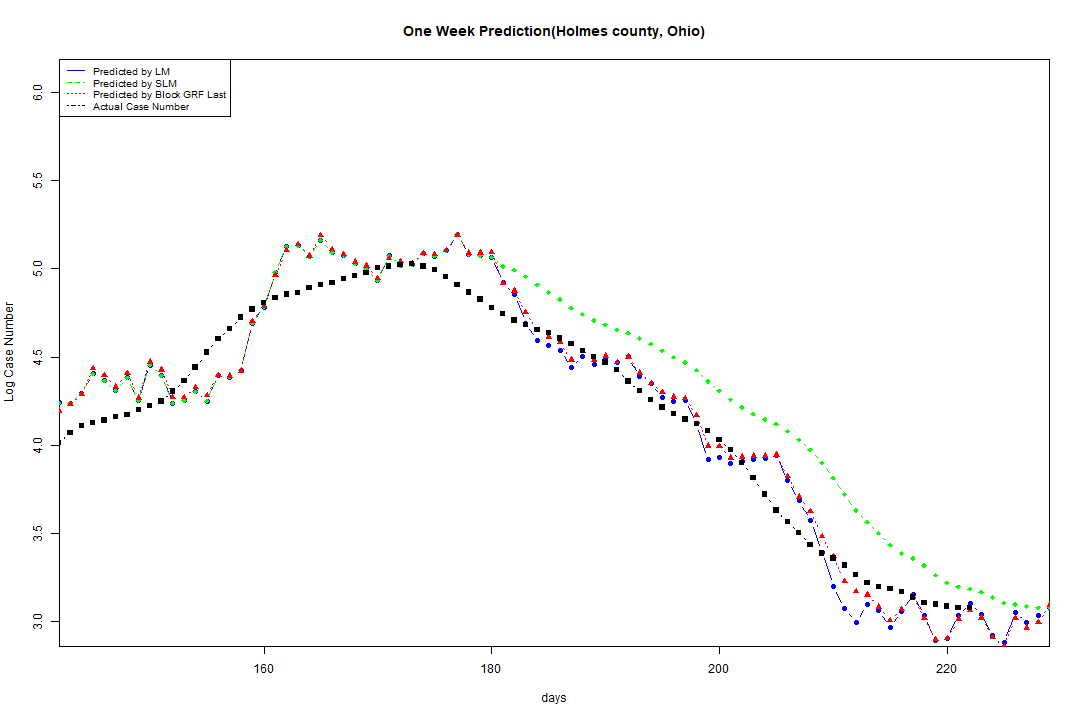 One Week Prediction(Holmes county, Ohio)
Predicted by LM
Predicted by SLM
Predicted by Block GRF Last
Actual Case Number
6.0
5.5
5.0
4.5
4.0
3.5
3.0
Log Case Number
160 180 200 220
days